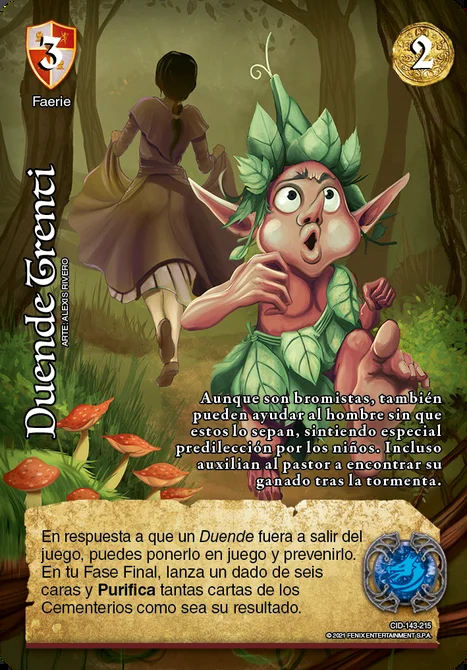 3
2
Faerie
Duende Trenti
ARTE: ALEXIS RIVERO
Aunque son bromistas, también
pueden ayudar al hombre sin que
estos lo sepan, sintiendo especial
predilección por los niños. Incluso
auxilian al pastor a encontrar su
ganado tras la tormenta.
En respuesta a que un Duende fuera a salir del
juego, puedes ponerlo en juego y prevenirlo.
En tu Fase Final, lanza un dado de seis
caras y Purifica tantas cartas de los
Cementerios como sea su resultado.
CID-143-215
© 2021 FENIX ENTERTAINMENT S.P.A.